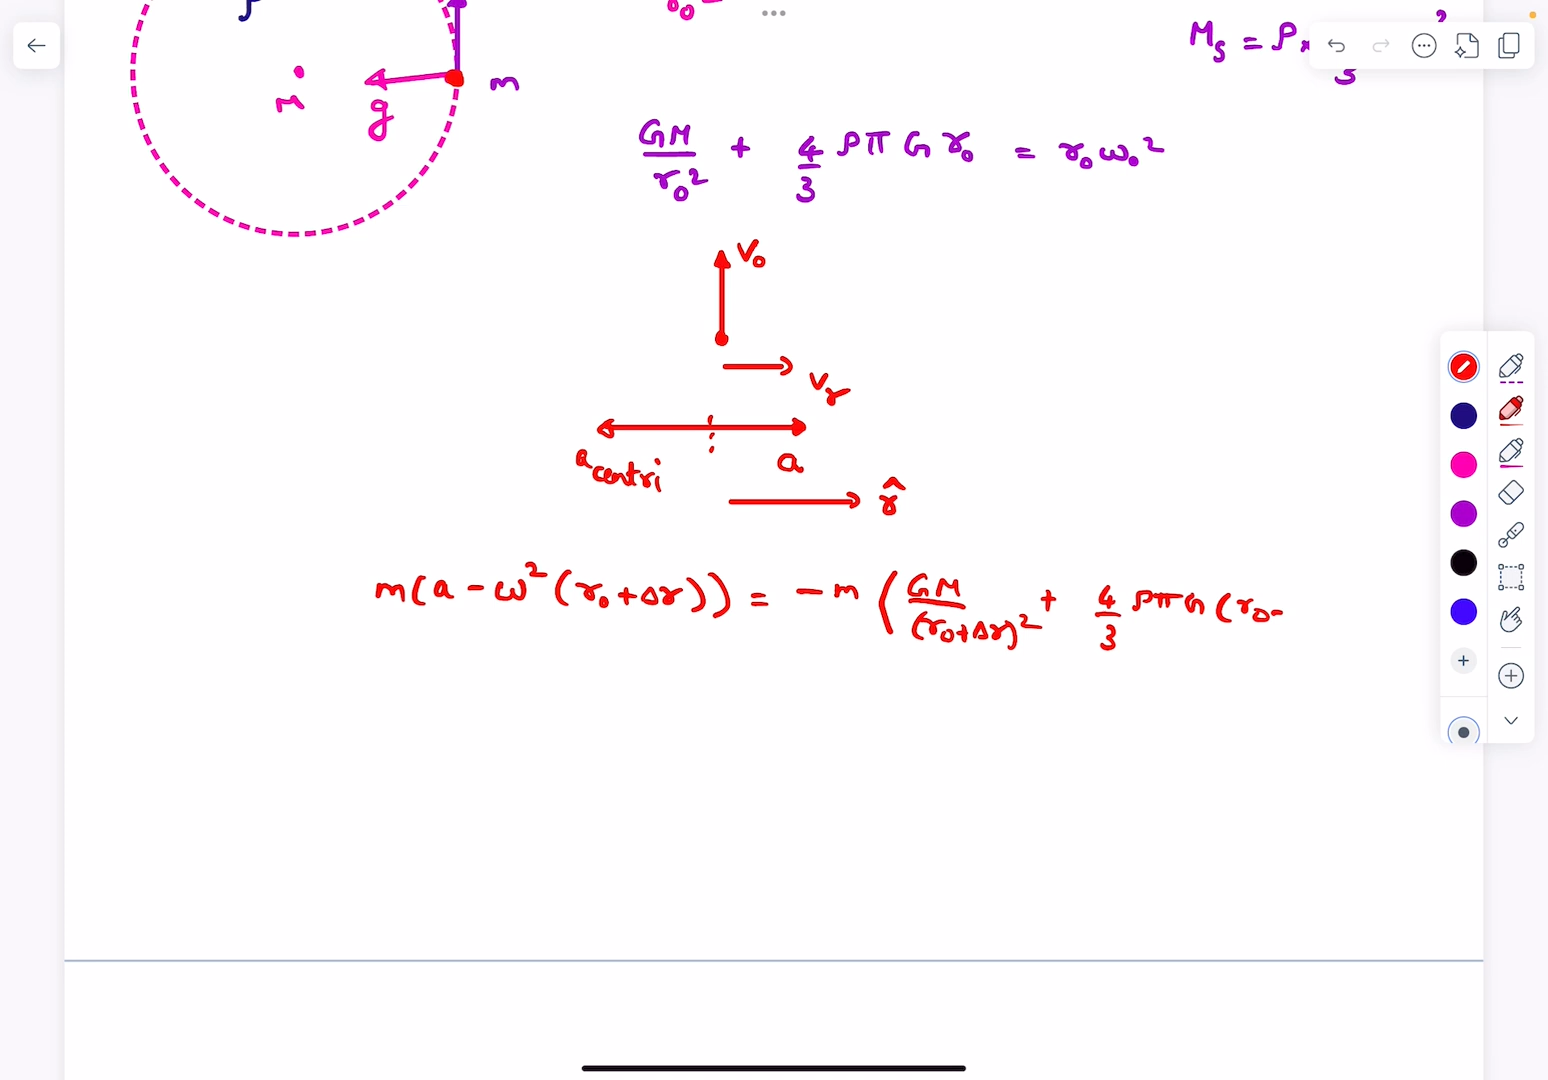 M_s = ρ × 3
M g m
GM/r₀² + 4/3 ρπ G r₀ = r₀ω₀²
v₀
v_r
a_centri a
r̂
m(a − ω²(r₀+Δr)) = −m (GM/(r₀+Δr)² + 4/3 ρπG (r₀-